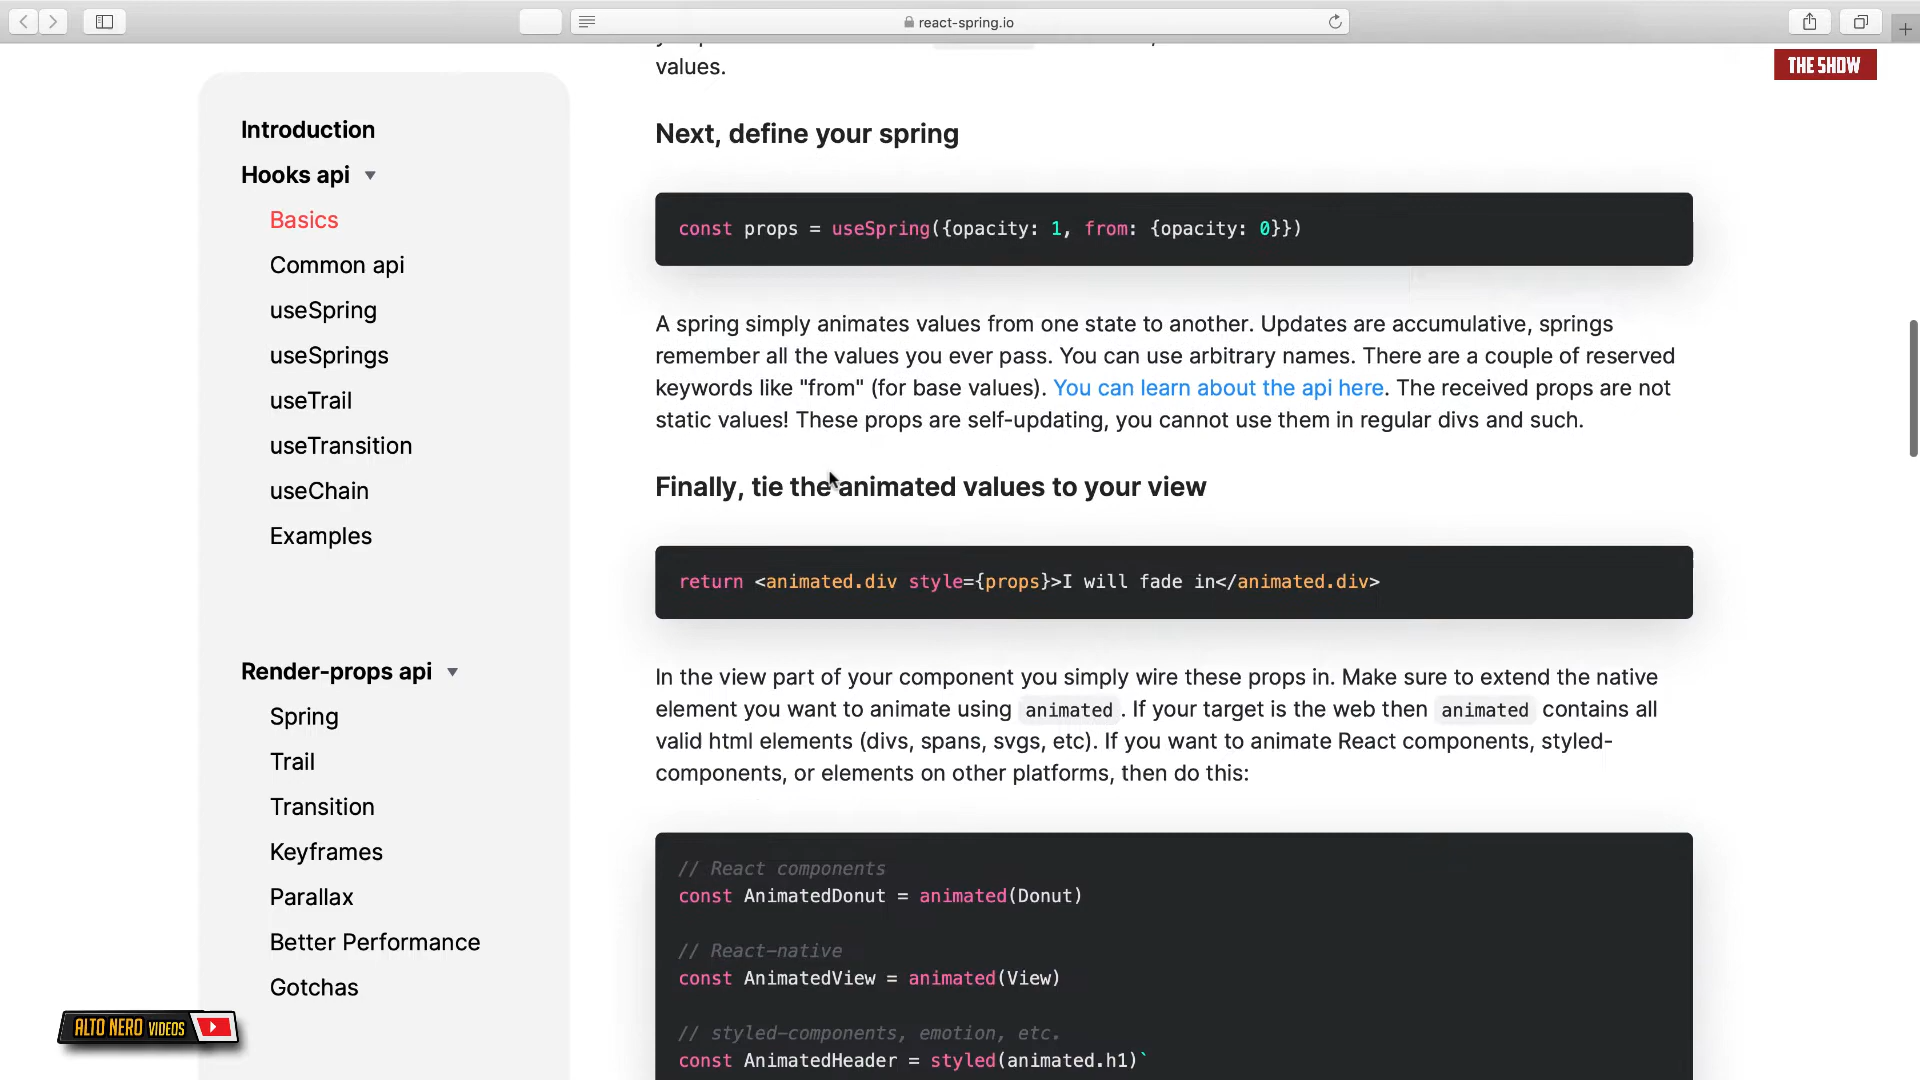 react-spring.io
THE SHOW
values.
Introduction
Hooks api
Basics
Common api
useSpring
useSprings
useTrail
useTransition
useChain
Examples
Render-props api
Spring
Trail
Transition
Keyframes
Parallax
Better Performance
Gotchas
Next, define your spring
const props = useSpring({opacity: 1, from: {opacity: 0}})
A spring simply animates values from one state to another. Updates are accumulative, springs
remember all the values you ever pass. You can use arbitrary names. There are a couple of reserved
keywords like "from" (for base values). You can learn about the api here. The received props are not
static values! These props are self-updating, you cannot use them in regular divs and such.
Finally, tie the animated values to your view
return <animated.div style={props}>I will fade in</animated.div>
In the view part of your component you simply wire these props in. Make sure to extend the native
element you want to animate using animated. If your target is the web then animated contains all
valid html elements (divs, spans, svgs, etc). If you want to animate React components, styled-
components, or elements on other platforms, then do this:
// React components
const AnimatedDonut = animated(Donut)
// React-native
const AnimatedView = animated(View)
// styled-components, emotion, etc.
const AnimatedHeader = styled(animated.h1)`
ALTO NERO VIDEOS